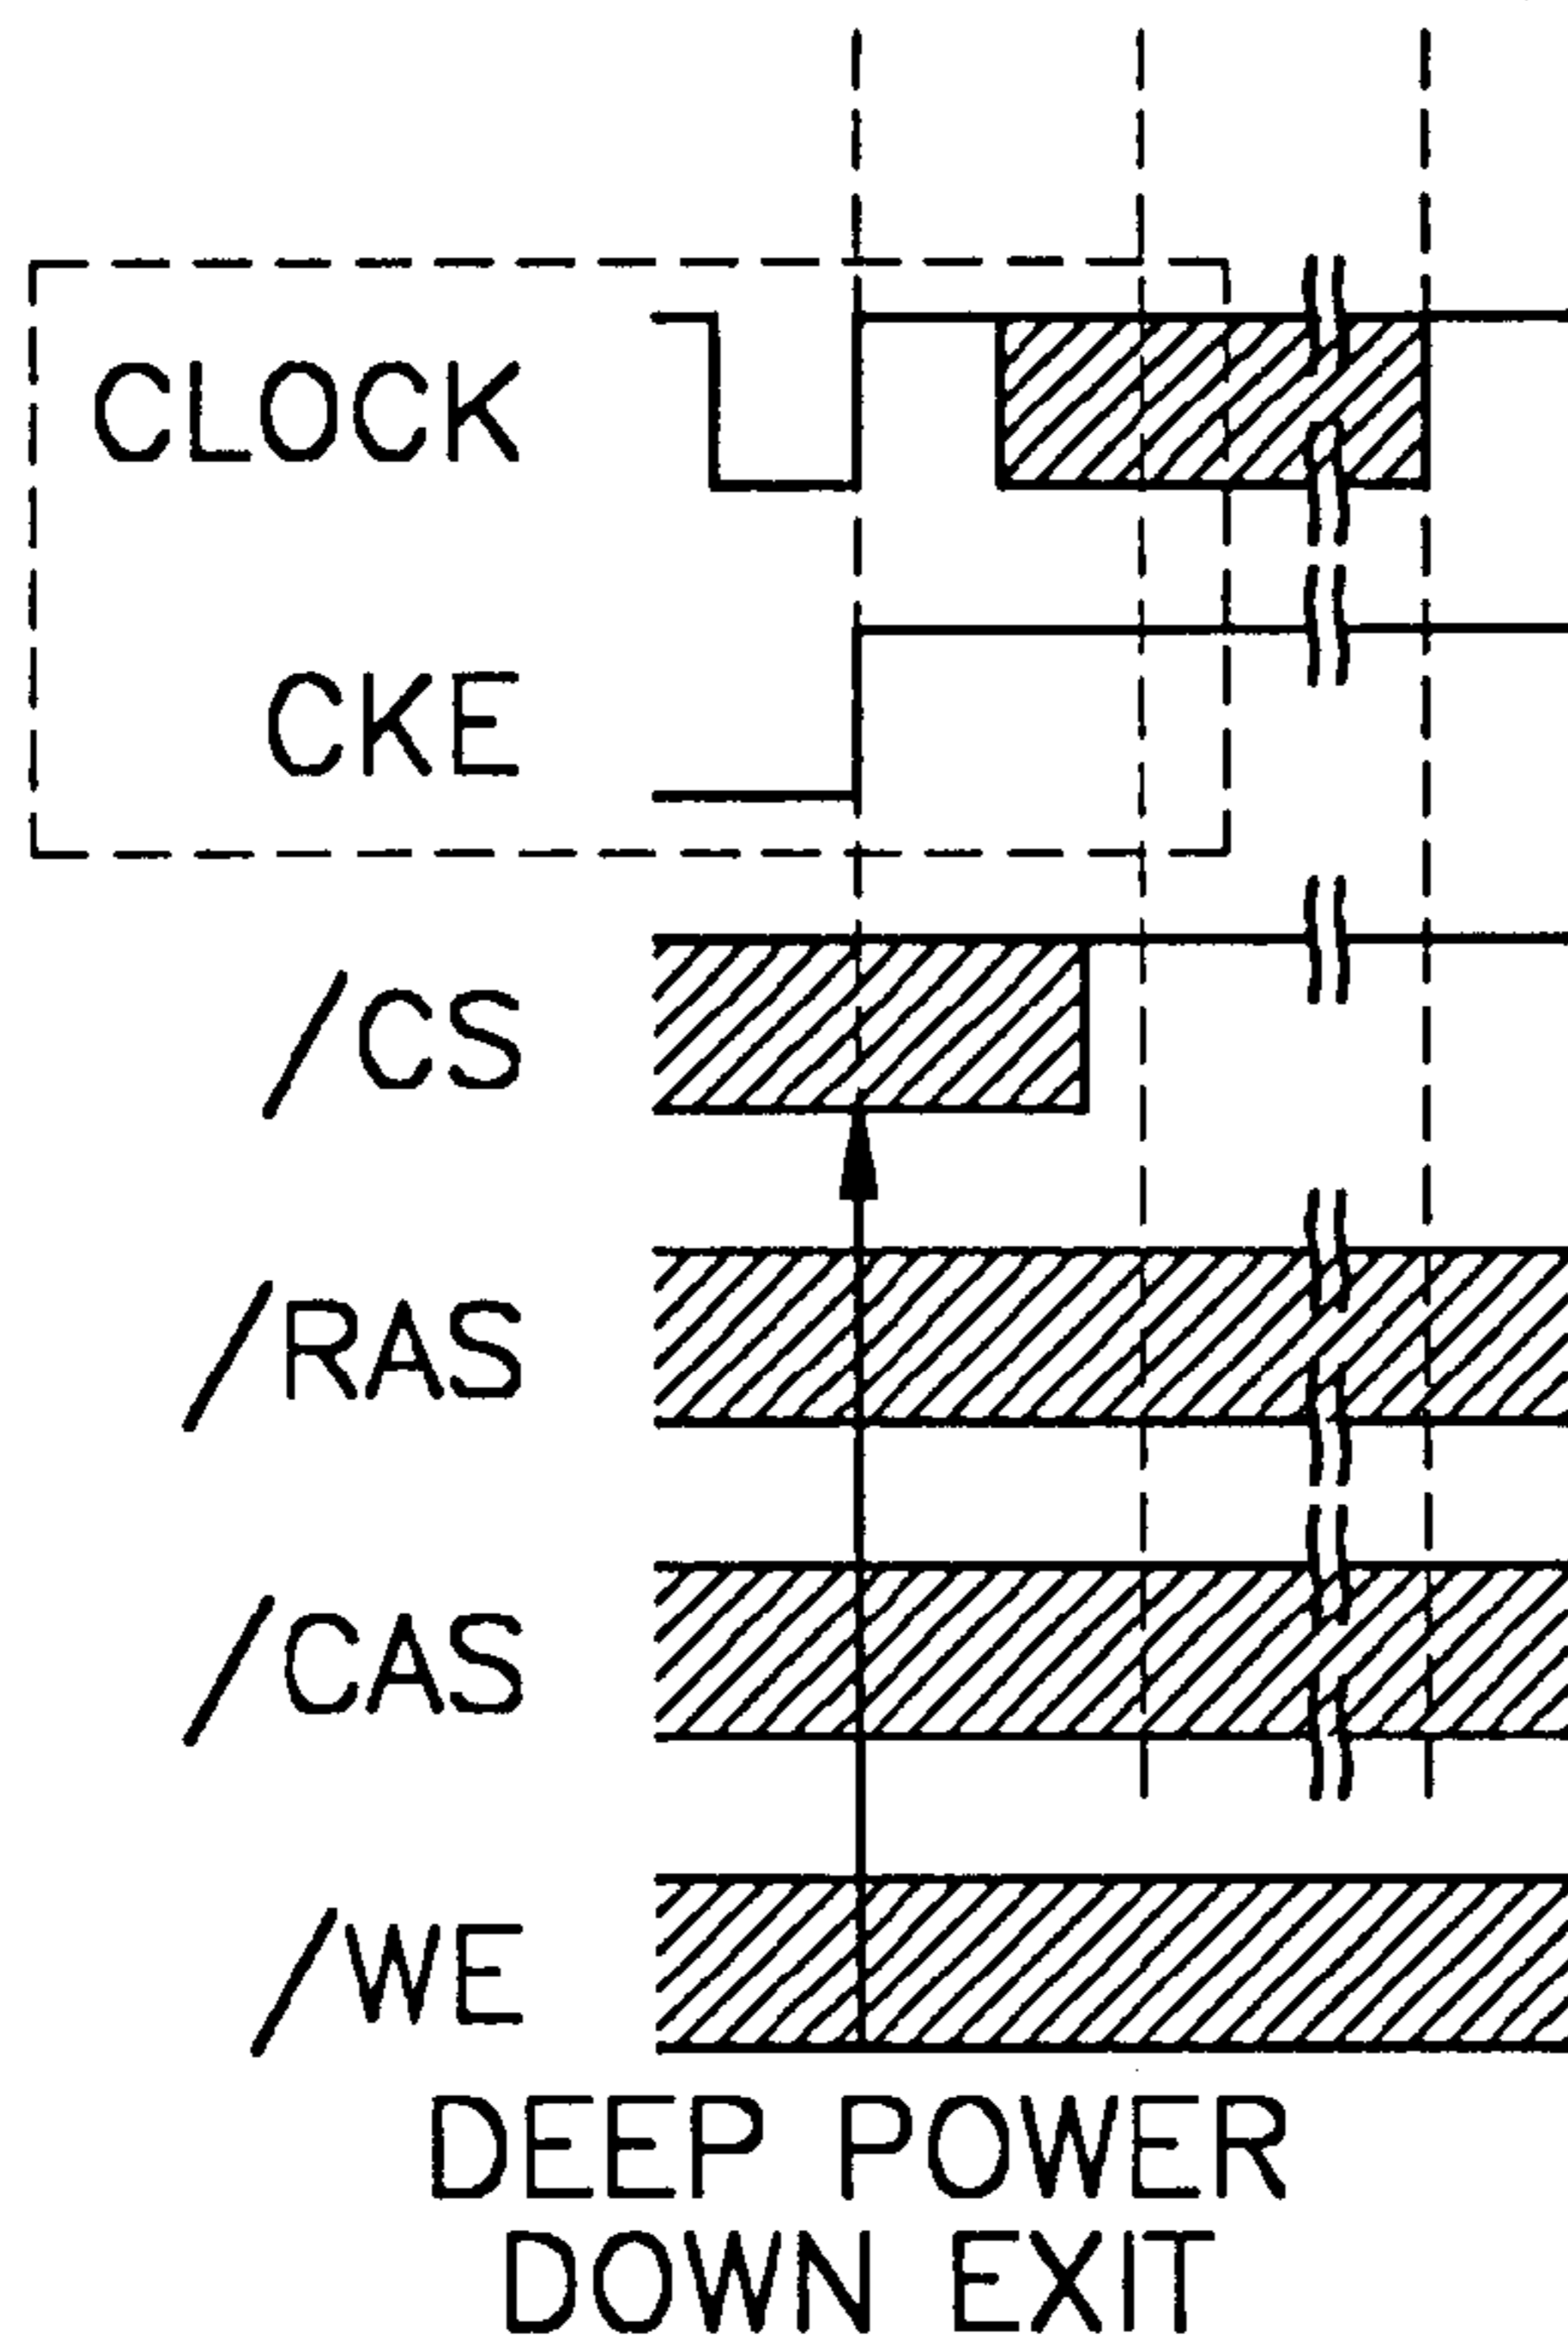 CLOCK
CKE
/CS
/RAS
/CAS
/WE
DEEP POWER
DOWN EXIT